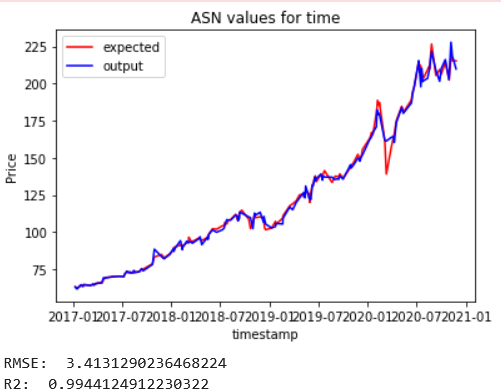 ASN values for time
expected
output
225
200
175
150
125
100
75
Price
2017-01 2017-07 2018-01 2018-07 2019-01 2019-07 2020-01 2020-07 2021-01
timestamp
RMSE: 3.4131290236468224
R2: 0.9944124912230322